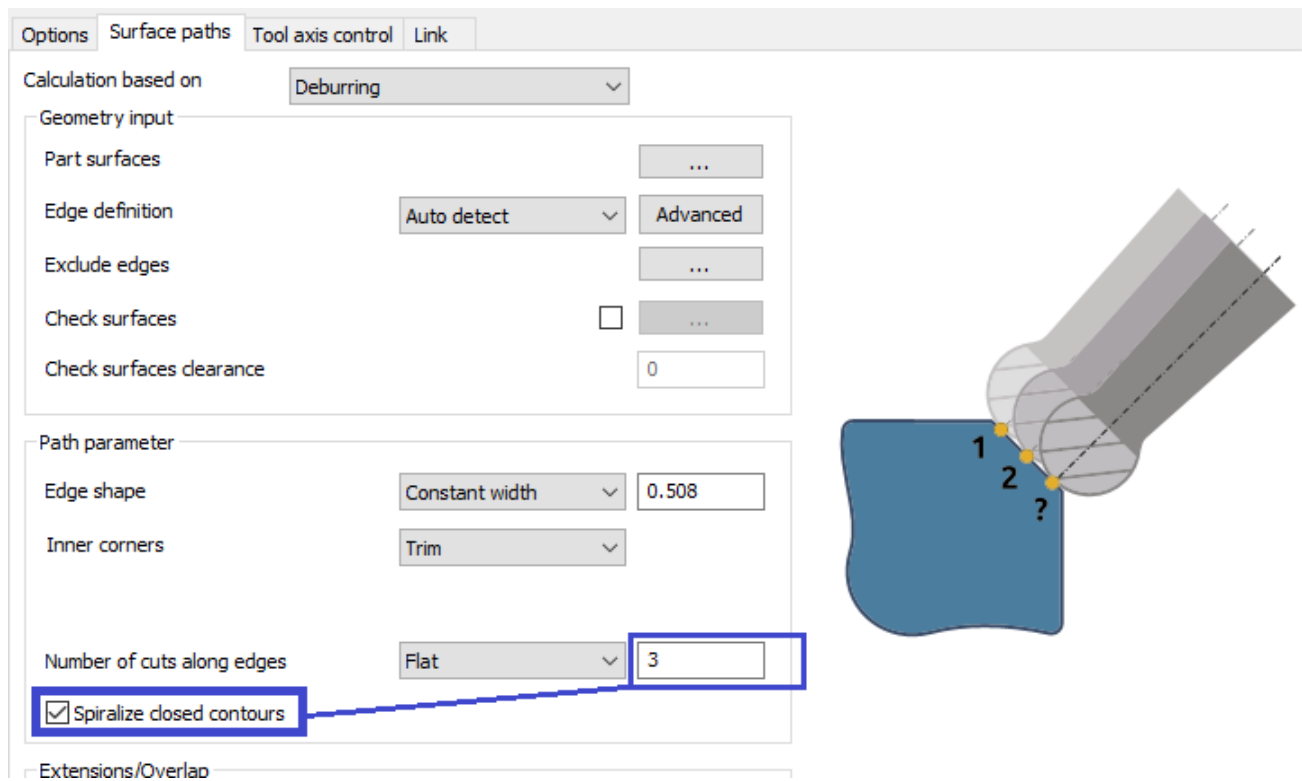 Options Surface paths Tool axis control Link
Calculation based on Deburring
Geometry input
Part surfaces ...
Edge definition Auto detect Advanced
Exclude edges ...
Check surfaces ...
Check surfaces clearance 0
Path parameter
Edge shape Constant width 0.508
Inner corners Trim
Number of cuts along edges Flat 3
Spiralize closed contours
Extensions/Overlap
1
2
?